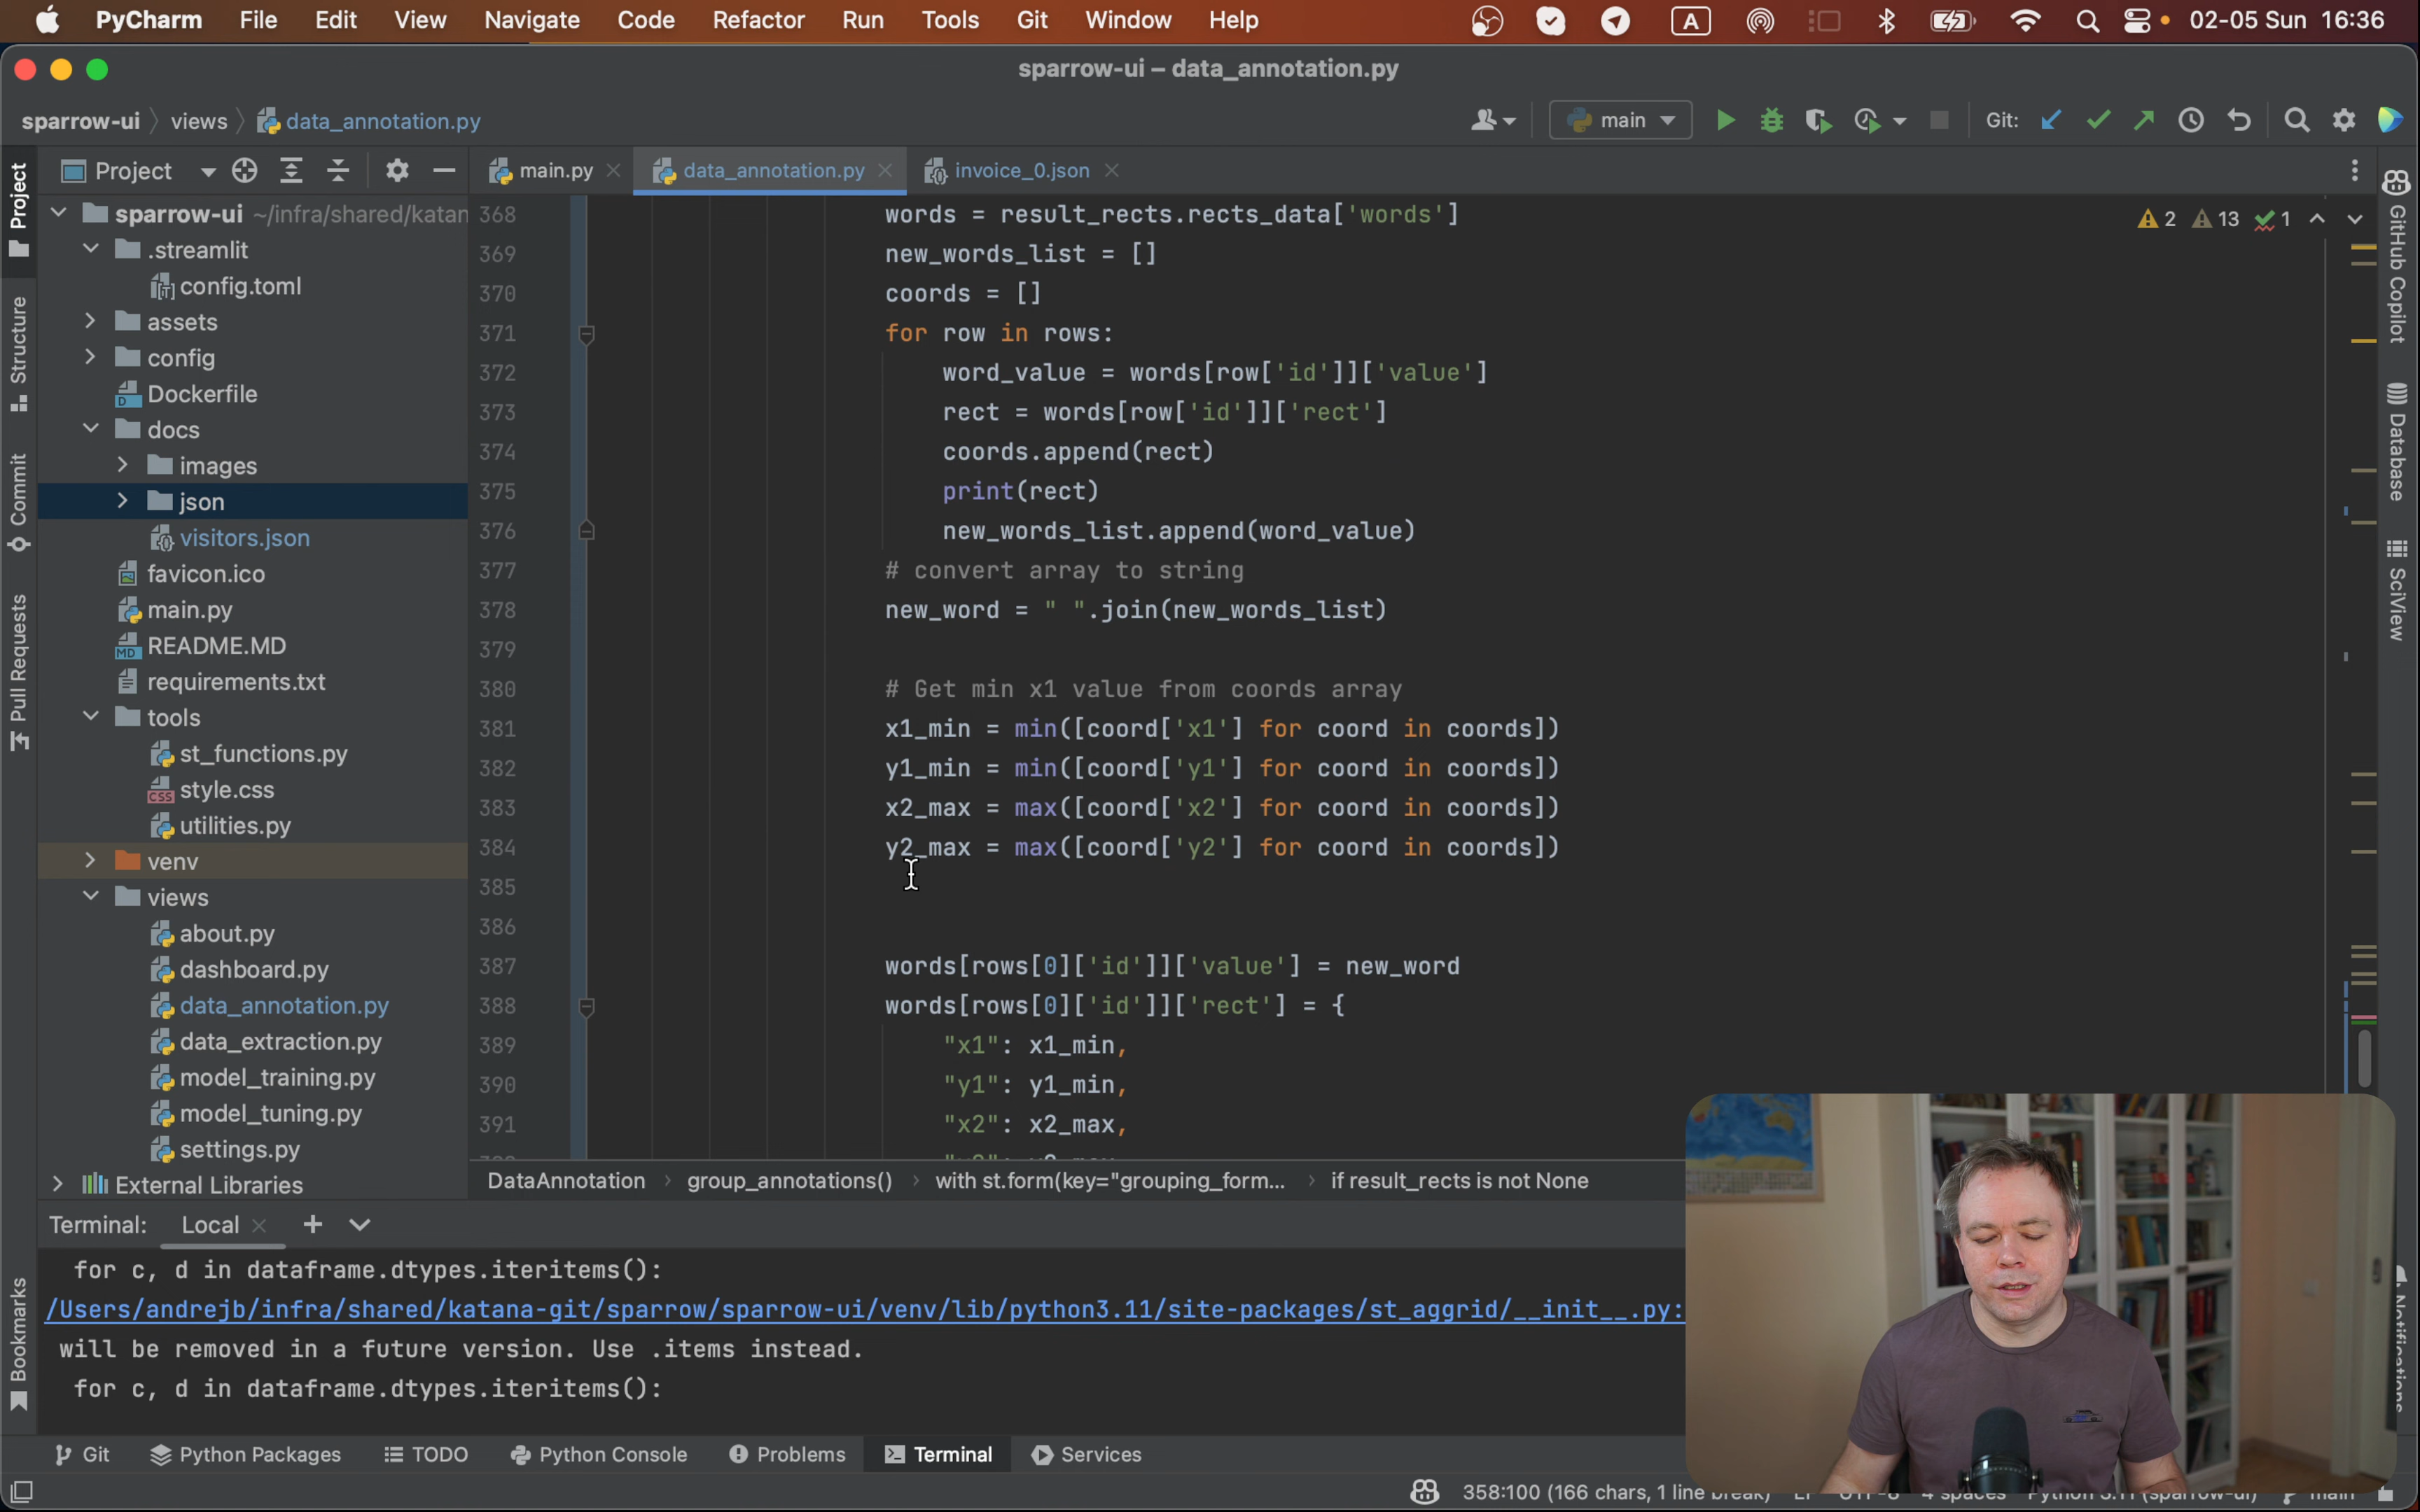 PyCharm File Edit View Navigate Code Refactor Run Tools Git Window Help A 02-05 Sun 16:36
sparrow-ui – data_annotation.py
sparrow-ui views data_annotation.py main Git:
Project main.py data_annotation.py invoice_0.json
Project
Structure
Commit
Pull Requests
Bookmarks
sparrow-ui ~/infra/shared/katan
.streamlit
config.toml
assets
config
Dockerfile
docs
images
json
visitors.json
favicon.ico
main.py
README.MD
requirements.txt
tools
st_functions.py
style.css
utilities.py
venv
views
about.py
dashboard.py
data_annotation.py
data_extraction.py
model_training.py
model_tuning.py
settings.py
External Libraries
2 13 1
368 words = result_rects.rects_data['words']
369 new_words_list = []
370 coords = []
371 for row in rows:
372 word_value = words[row['id']]['value']
373 rect = words[row['id']]['rect']
374 coords.append(rect)
375 print(rect)
376 new_words_list.append(word_value)
377 # convert array to string
378 new_word = " ".join(new_words_list)
379
380 # Get min x1 value from coords array
381 x1_min = min([coord['x1'] for coord in coords])
382 y1_min = min([coord['y1'] for coord in coords])
383 x2_max = max([coord['x2'] for coord in coords])
384 y2_max = max([coord['y2'] for coord in coords])
385
386
387 words[rows[0]['id']]['value'] = new_word
388 words[rows[0]['id']]['rect'] = {
389 "x1": x1_min,
390 "y1": y1_min,
391 "x2": x2_max,
DataAnnotation group_annotations() with st.form(key="grouping_form... if result_rects is not None
GitHub Copilot
Database
SciView
Notifications
Terminal: Local
for c, d in dataframe.dtypes.iteritems():
/Users/andrejb/infra/shared/katana-git/sparrow/sparrow-ui/venv/lib/python3.11/site-packages/st_aggrid/__init__.py:
will be removed in a future version. Use .items instead.
for c, d in dataframe.dtypes.iteritems():
Git Python Packages TODO Python Console Problems Terminal Services
358:100 (166 chars, 1 line break)